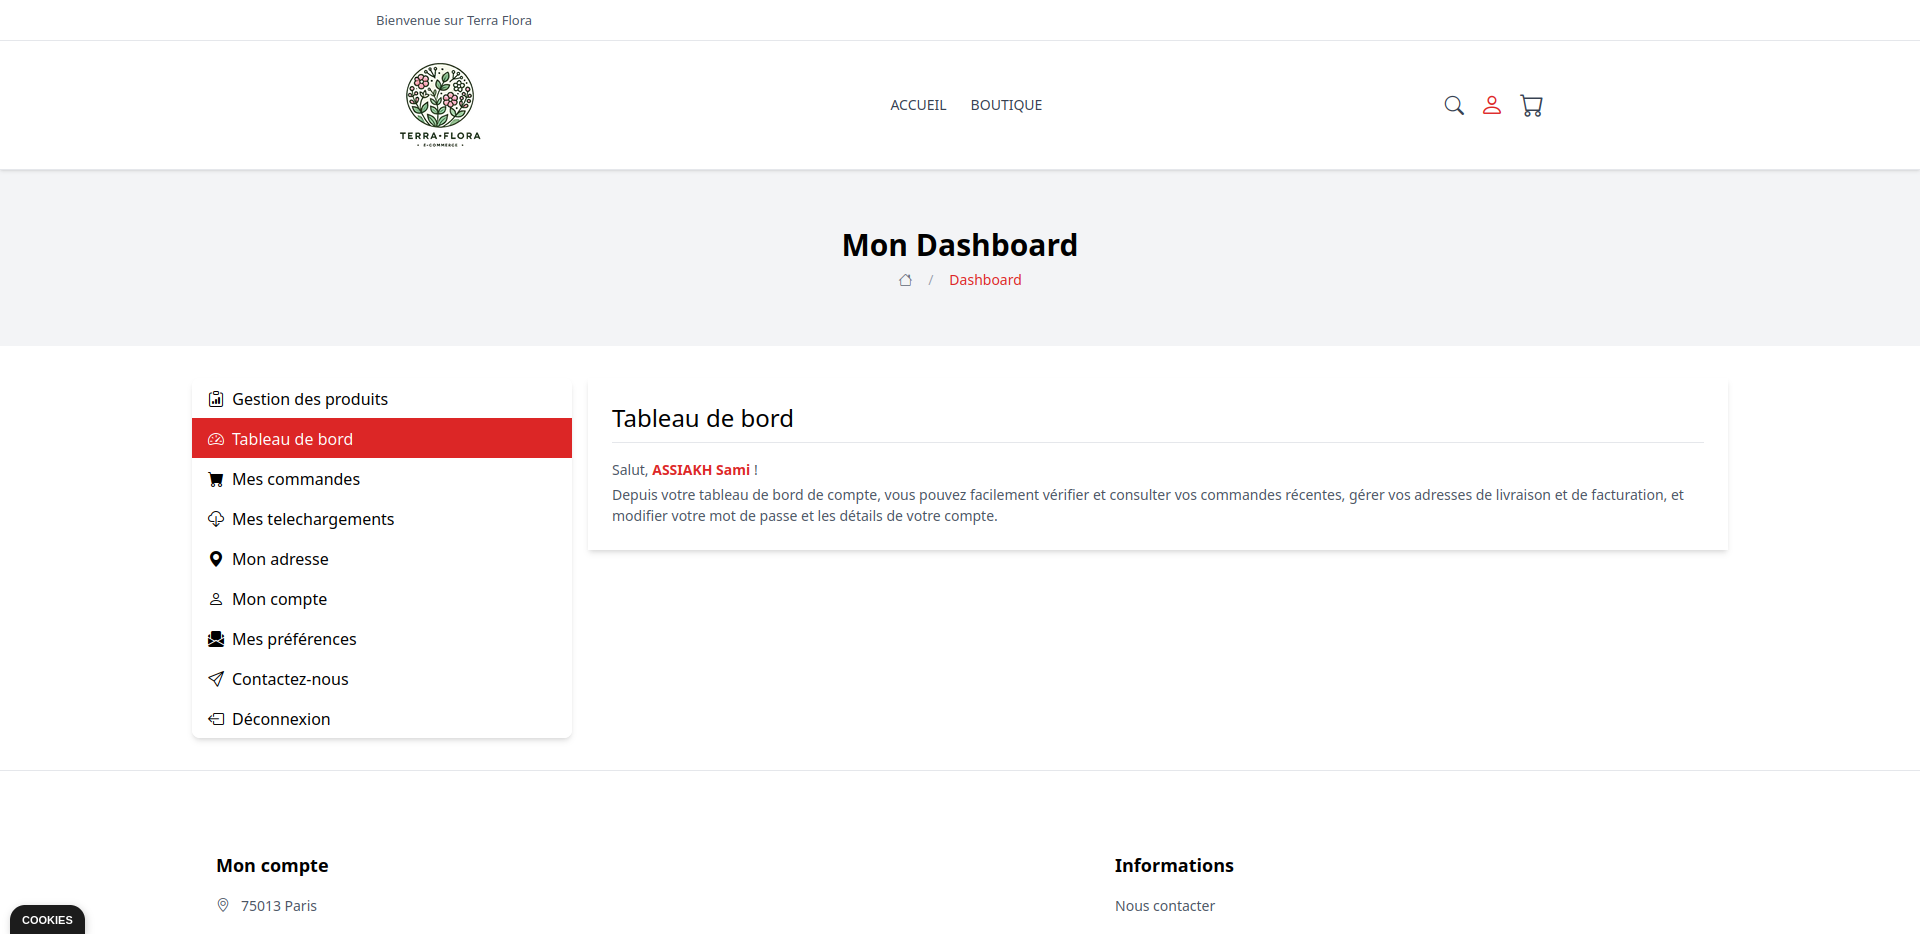 Bienvenue sur Terra Flora
TERRA•FLORA
• E-COMMERCE •
ACCUEIL BOUTIQUE
Mon Dashboard
/ Dashboard
Gestion des produits
Tableau de bord
Mes commandes
Mes telechargements
Mon adresse
Mon compte
Mes préférences
Contactez-nous
Déconnexion
Tableau de bord
Salut, ASSIAKH Sami !
Depuis votre tableau de bord de compte, vous pouvez facilement vérifier et consulter vos commandes récentes, gérer vos adresses de livraison et de facturation, et
modifier votre mot de passe et les détails de votre compte.
Mon compte
75013 Paris
Informations
Nous contacter
COOKIES